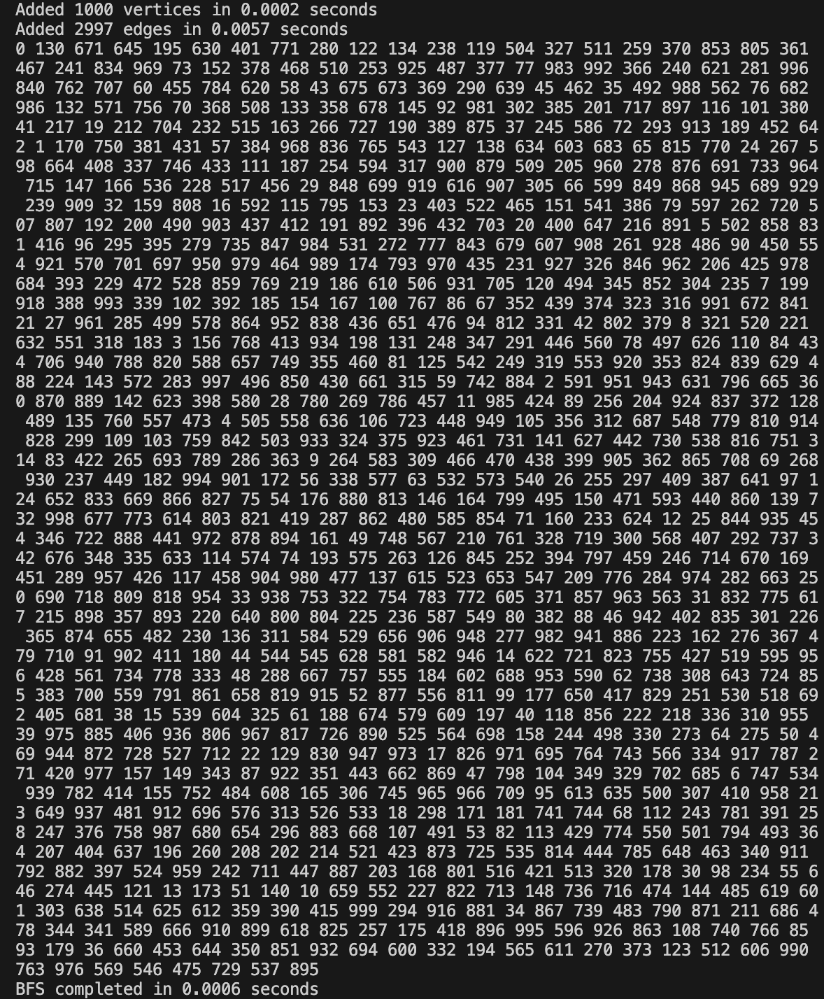 Added 1000 vertices in 0.0002 seconds
Added 2997 edges in 0.0057 seconds
0 130 671 645 195 630 401 771 280 122 134 238 119 504 327 511 259 370 853 805 361
467 241 834 969 73 152 378 468 510 253 925 487 377 77 983 992 366 240 621 281 996
840 762 707 60 455 784 620 58 43 675 673 369 290 639 45 462 35 492 988 562 76 682
986 132 571 756 70 368 508 133 358 678 145 92 981 302 385 201 717 897 116 101 380
41 217 19 212 704 232 515 163 266 727 190 389 875 37 245 586 72 293 913 189 452 64
2 1 170 750 381 431 57 384 968 836 765 543 127 138 634 603 683 65 815 770 24 267 5
98 664 408 337 746 433 111 187 254 594 317 900 879 509 205 960 278 876 691 733 964
 715 147 166 536 228 517 456 29 848 699 919 616 907 305 66 599 849 868 945 689 929
 239 909 32 159 808 16 592 115 795 153 23 403 522 465 151 541 386 79 597 262 720 5
07 807 192 200 490 903 437 412 191 892 396 432 703 20 400 647 216 891 5 502 858 83
1 416 96 295 395 279 735 847 984 531 272 777 843 679 607 908 261 928 486 90 450 55
4 921 570 701 697 950 979 464 989 174 793 970 435 231 927 326 846 962 206 425 978
684 393 229 472 528 859 769 219 186 610 506 931 705 120 494 345 852 304 235 7 199
918 388 993 339 102 392 185 154 167 100 767 86 67 352 439 374 323 316 991 672 841
21 27 961 285 499 578 864 952 838 436 651 476 94 812 331 42 802 379 8 321 520 221
632 551 318 183 3 156 768 413 934 198 131 248 347 291 446 560 78 497 626 110 84 43
4 706 940 788 820 588 657 749 355 460 81 125 542 249 319 553 920 353 824 839 629 4
88 224 143 572 283 997 496 850 430 661 315 59 742 884 2 591 951 943 631 796 665 36
0 870 889 142 623 398 580 28 780 269 786 457 11 985 424 89 256 204 924 837 372 128
 489 135 760 557 473 4 505 558 636 106 723 448 949 105 356 312 687 548 779 810 914
 828 299 109 103 759 842 503 933 324 375 923 461 731 141 627 442 730 538 816 751 3
14 83 422 265 693 789 286 363 9 264 583 309 466 470 438 399 905 362 865 708 69 268
 930 237 449 182 994 901 172 56 338 577 63 532 573 540 26 255 297 409 387 641 97 1
24 652 833 669 866 827 75 54 176 880 813 146 164 799 495 150 471 593 440 860 139 7
32 998 677 773 614 803 821 419 287 862 480 585 854 71 160 233 624 12 25 844 935 45
4 346 722 888 441 972 878 894 161 49 748 567 210 761 328 719 300 568 407 292 737 3
42 676 348 335 633 114 574 74 193 575 263 126 845 252 394 797 459 246 714 670 169
451 289 957 426 117 458 904 980 477 137 615 523 653 547 209 776 284 974 282 663 25
0 690 718 809 818 954 33 938 753 322 754 783 772 605 371 857 963 563 31 832 775 61
7 215 898 357 893 220 640 800 804 225 236 587 549 80 382 88 46 942 402 835 301 226
 365 874 655 482 230 136 311 584 529 656 906 948 277 982 941 886 223 162 276 367 4
79 710 91 902 411 180 44 544 545 628 581 582 946 14 622 721 823 755 427 519 595 95
6 428 561 734 778 333 48 288 667 757 555 184 602 688 953 590 62 738 308 643 724 85
5 383 700 559 791 861 658 819 915 52 877 556 811 99 177 650 417 829 251 530 518 69
2 405 681 38 15 539 604 325 61 188 674 579 609 197 40 118 856 222 218 336 310 955
39 975 885 406 936 806 967 817 726 890 525 564 698 158 244 498 330 273 64 275 50 4
69 944 872 728 527 712 22 129 830 947 973 17 826 971 695 764 743 566 334 917 787 2
71 420 977 157 149 343 87 922 351 443 662 869 47 798 104 349 329 702 685 6 747 534
 939 782 414 155 752 484 608 165 306 745 965 966 709 95 613 635 500 307 410 958 21
3 649 937 481 912 696 576 313 526 533 18 298 171 181 741 744 68 112 243 781 391 25
8 247 376 758 987 680 654 296 883 668 107 491 53 82 113 429 774 550 501 794 493 36
4 207 404 637 196 260 208 202 214 521 423 873 725 535 814 444 785 648 463 340 911
792 882 397 524 959 242 711 447 887 203 168 801 516 421 513 320 178 30 98 234 55 6
46 274 445 121 13 173 51 140 10 659 552 227 822 713 148 736 716 474 144 485 619 60
1 303 638 514 625 612 359 390 415 999 294 916 881 34 867 739 483 790 871 211 686 4
78 344 341 589 666 910 899 618 825 257 175 418 896 995 596 926 863 108 740 766 85
93 179 36 660 453 644 350 851 932 694 600 332 194 565 611 270 373 123 512 606 990
763 976 569 546 475 729 537 895
BFS completed in 0.0006 seconds